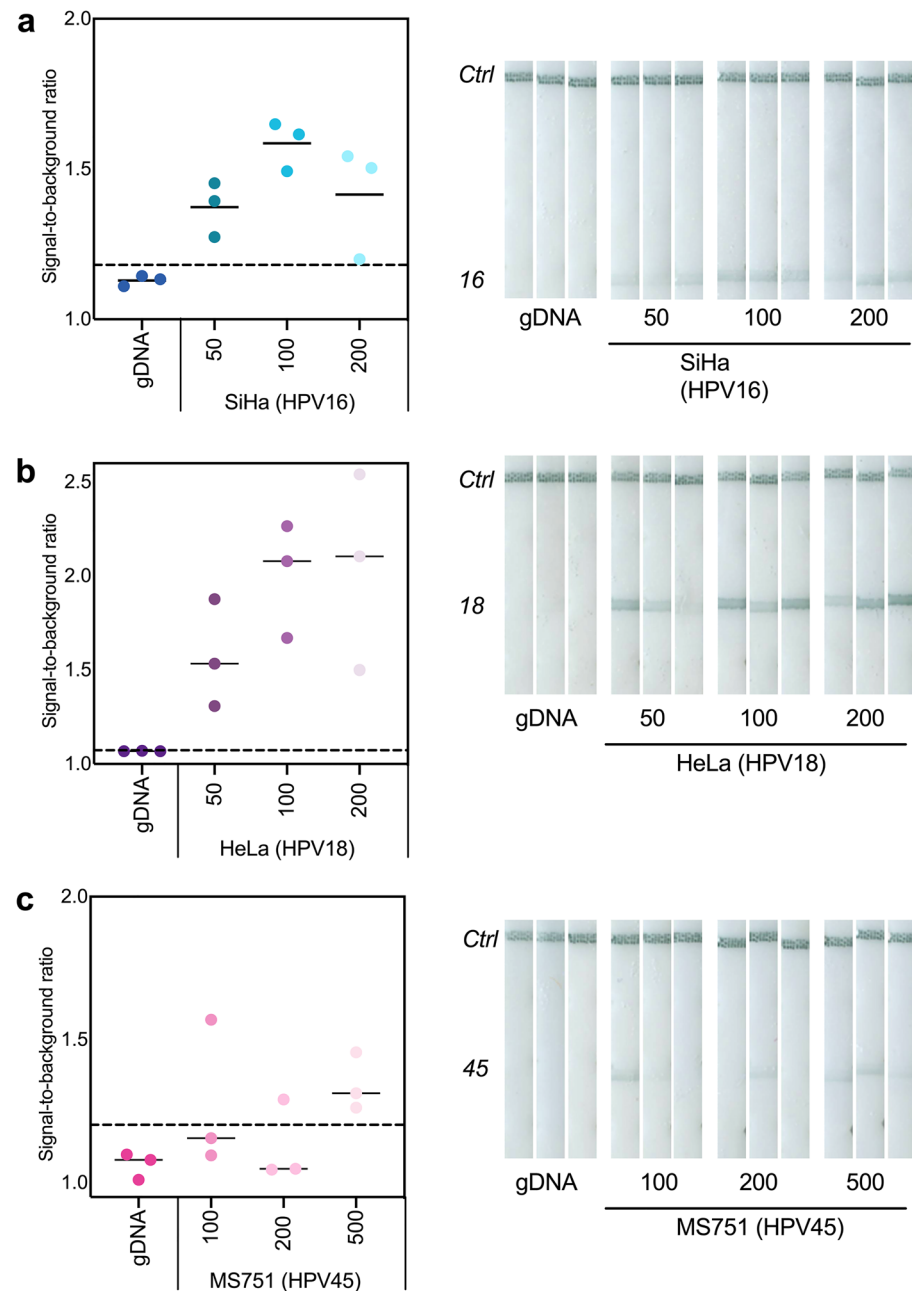 a
Signal-to-background ratio
2.0
1.5
1.0
gDNA
50
100
200
SiHa (HPV16)
Ctrl
16
gDNA
50
100
200
SiHa
(HPV16)
b
Signal-to-background ratio
2.5
2.0
1.5
1.0
gDNA
50
100
200
HeLa (HPV18)
Ctrl
18
gDNA
50
100
200
HeLa (HPV18)
c
Signal-to-background ratio
2.0
1.5
1.0
gDNA
100
200
500
MS751 (HPV45)
Ctrl
45
gDNA
100
200
500
MS751 (HPV45)